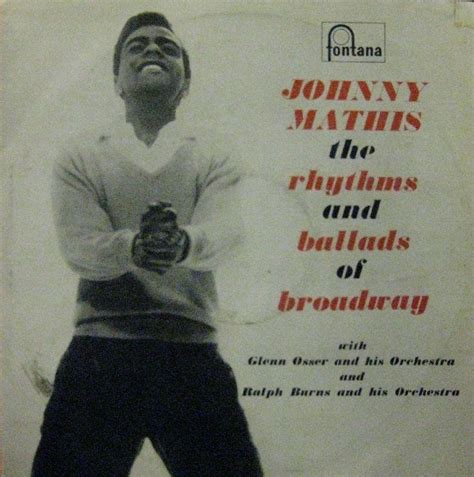 fontana
JOHNNY
MATHIS
the
rhythms
and
ballads
of
broadway
with
Glenn Osser and his Orchestra
and
Ralph Burns and his Orchestra